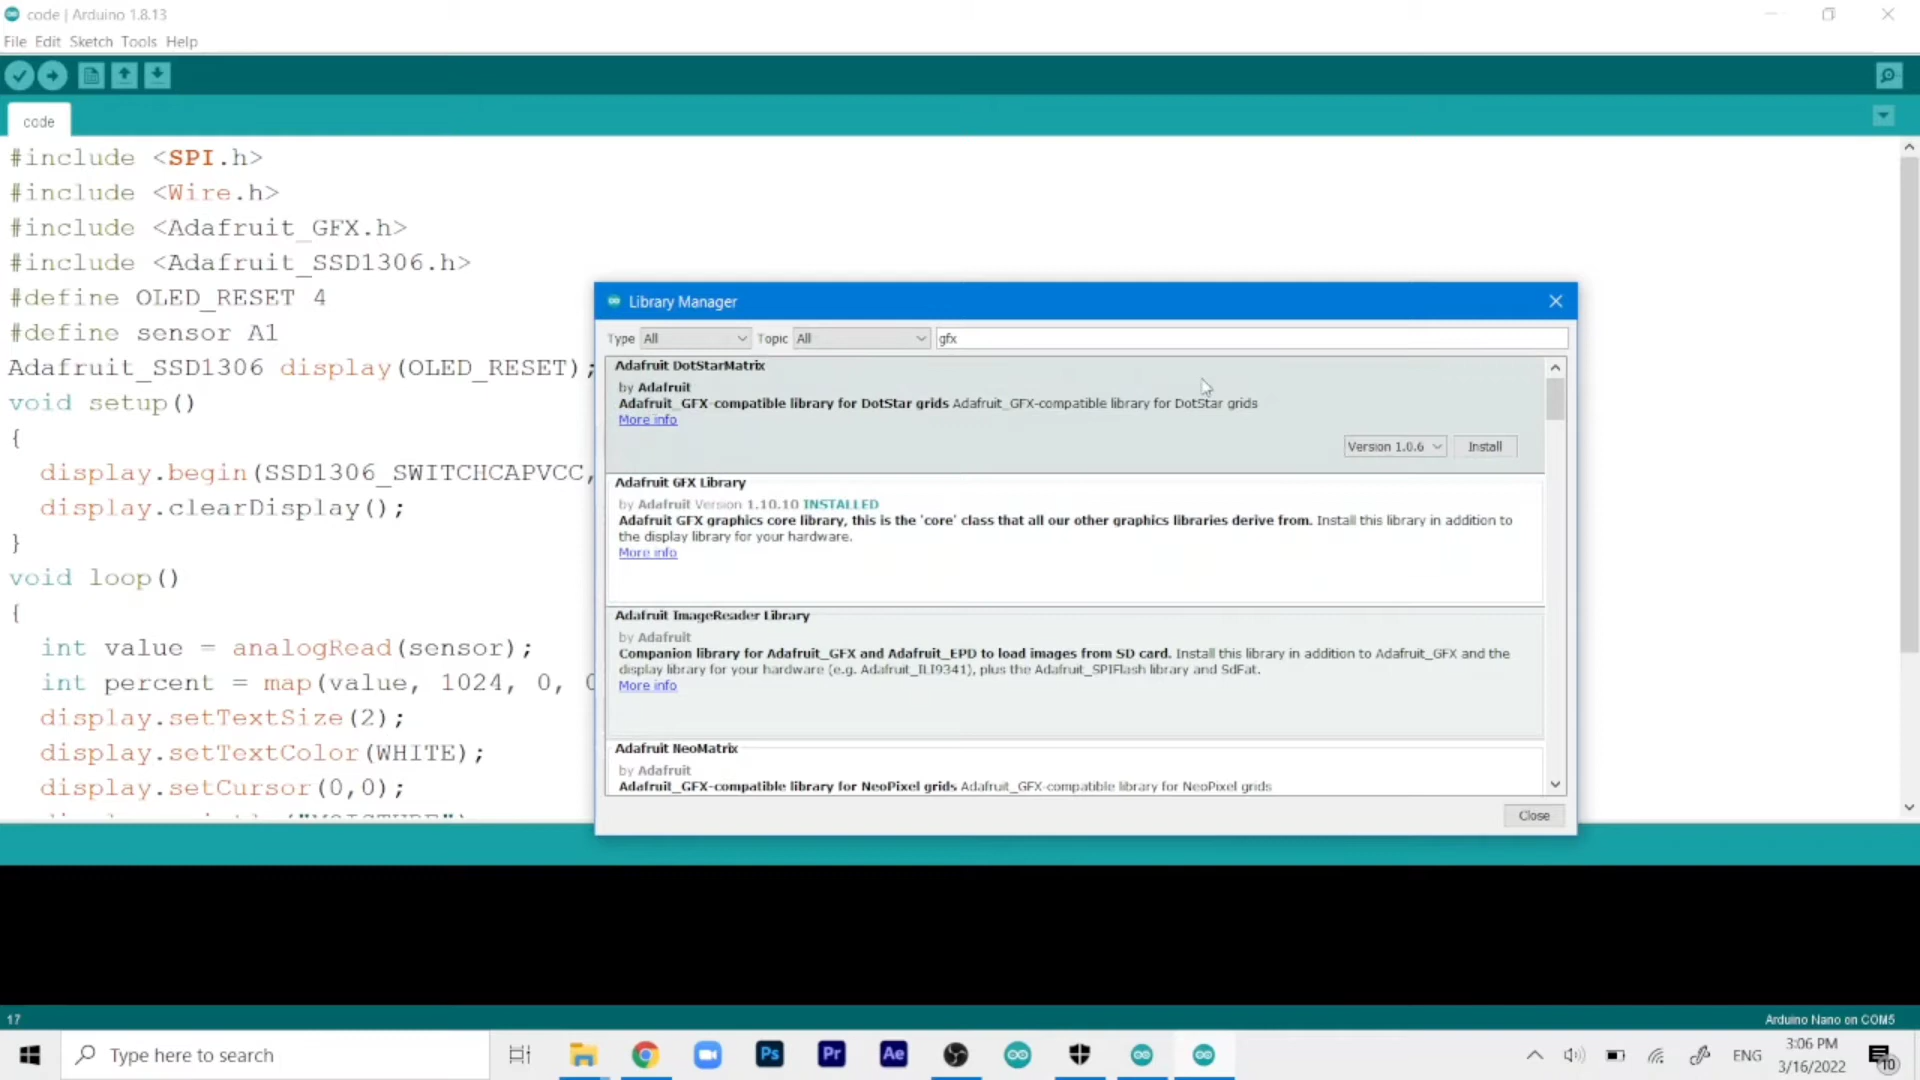 code | Arduino 1.8.13
File Edit Sketch Tools Help
code
#include <SPI.h>
#include <Wire.h>
#include <Adafruit_GFX.h>
#include <Adafruit_SSD1306.h>
#define OLED_RESET 4
#define sensor A1
Adafruit_SSD1306 display(OLED_RESET);
void setup()
{
display.begin(SSD1306_SWITCHCAPVCC,
display.clearDisplay();
}
void loop()
{
int value = analogRead(sensor);
int percent = map(value, 1024, 0,
display.setTextSize(2);
display.setTextColor(WHITE);
display.setCursor(0,0);
Library Manager
Type All Topic All gfx
Adafruit DotStarMatrix
by Adafruit
Adafruit_GFX-compatible library for DotStar grids Adafruit_GFX-compatible library for DotStar grids
More info
Version 1.0.6 Install
Adafruit GFX Library
by Adafruit Version 1.10.10 INSTALLED
Adafruit GFX graphics core library, this is the 'core' class that all our other graphics libraries derive from. Install this library in addition to
the display library for your hardware.
More info
Adafruit ImageReader Library
by Adafruit
Companion library for Adafruit_GFX and Adafruit_EPD to load images from SD card. Install this library in addition to Adafruit_GFX and the
display library for your hardware (e.g. Adafruit_ILI9341), plus the Adafruit_SPIFlash library and SdFat.
More info
Adafruit NeoMatrix
by Adafruit
Adafruit_GFX-compatible library for NeoPixel grids Adafruit_GFX-compatible library for NeoPixel grids
Close
17
Arduino Nano on COM5
Type here to search
Ps
Pr
Ae
ENG
3:06 PM
3/16/2022
10